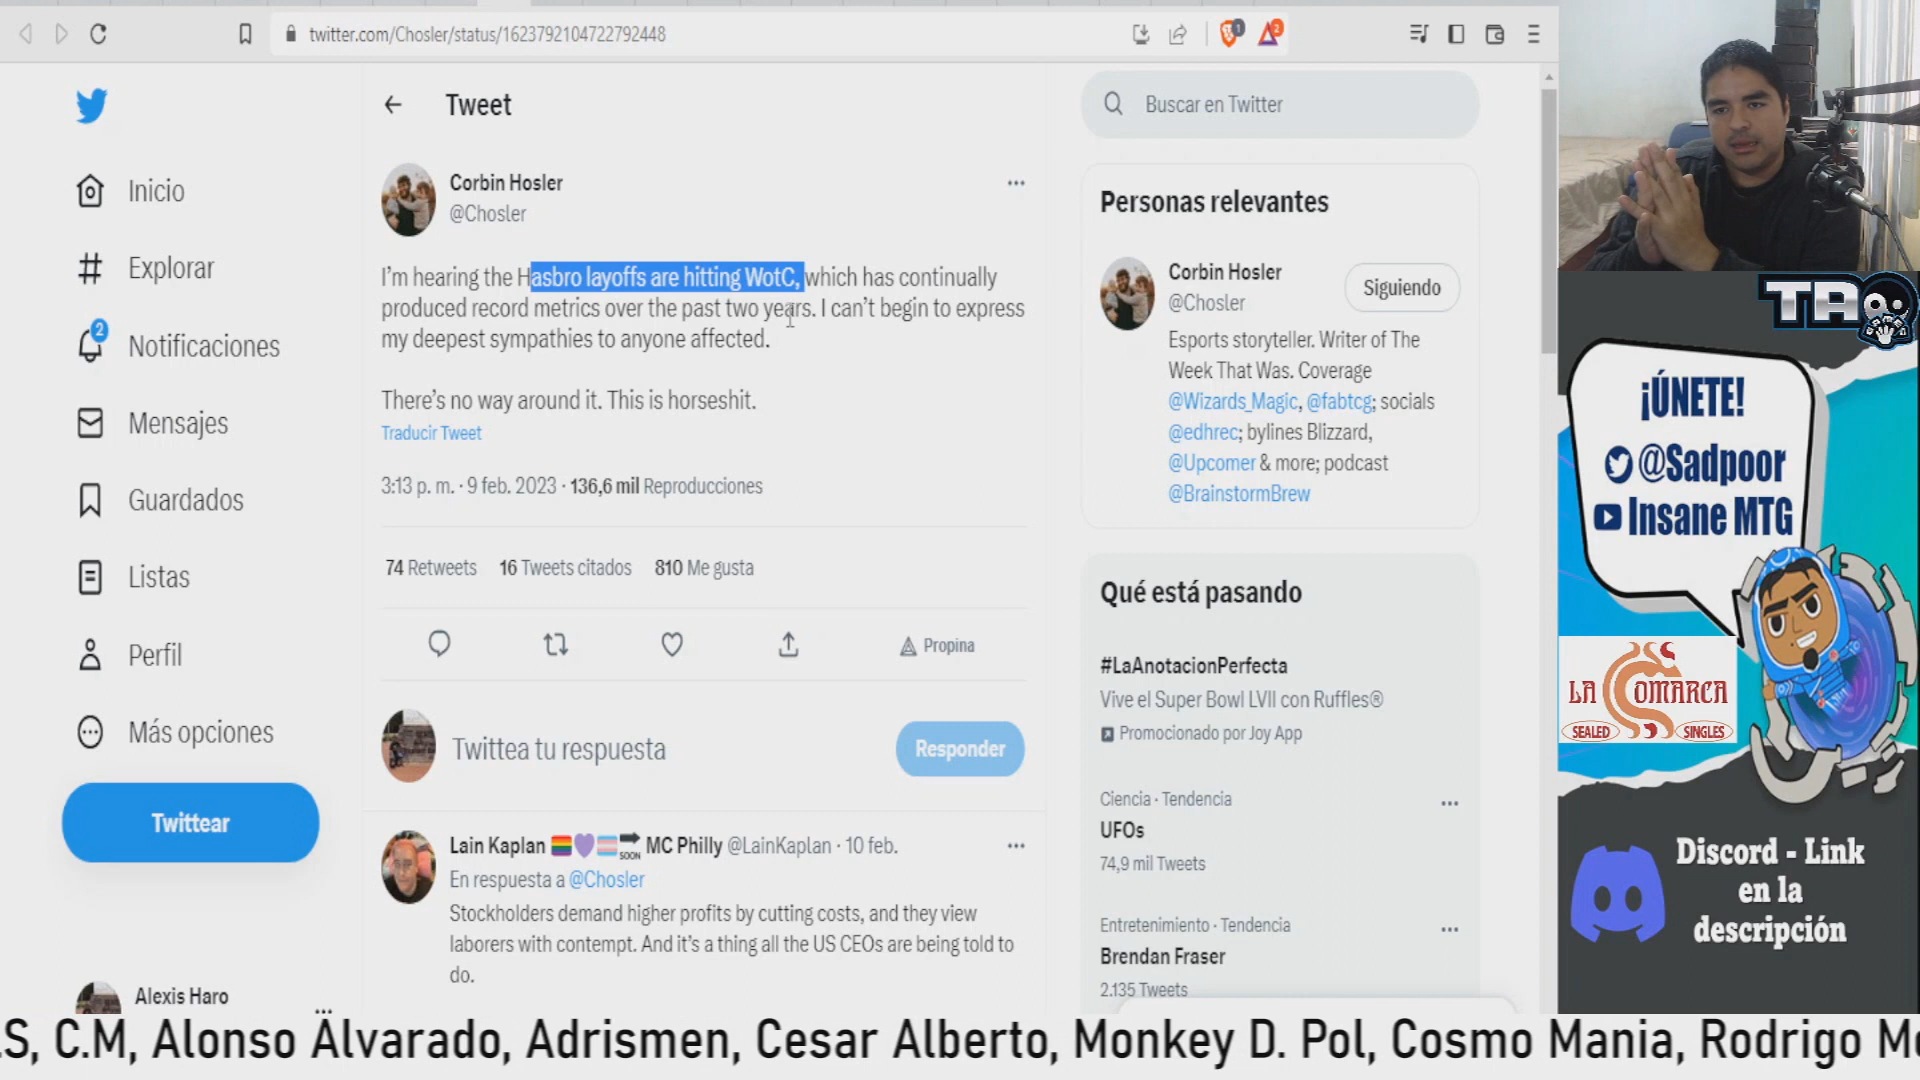 twitter.com/Chosler/status/1623792104722792448
1
2
Tweet
Buscar en Twitter
Inicio
Explorar
2
Notificaciones
Mensajes
Guardados
Listas
Perfil
Más opciones
Twittear
Alexis Haro
Corbin Hosler
@Chosler
I'm hearing the Hasbro layoffs are hitting WotC, which has continually
produced record metrics over the past two years. I can't begin to express
my deepest sympathies to anyone affected.
There's no way around it. This is horseshit.
Traducir Tweet
3:13 p. m. · 9 feb. 2023 · 136,6 mil Reproducciones
74 Retweets 16 Tweets citados 810 Me gusta
Propina
Twittea tu respuesta
Responder
Lain Kaplan SOON MC Philly @LainKaplan · 10 feb.
En respuesta a @Chosler
Stockholders demand higher profits by cutting costs, and they view
laborers with contempt. And it's a thing all the US CEOs are being told to
do.
Personas relevantes
Corbin Hosler
@Chosler
Siguiendo
Esports storyteller. Writer of The
Week That Was. Coverage
@Wizards_Magic, @fabtcg; socials
@edhrec; bylines Blizzard,
@Upcomer & more; podcast
@BrainstormBrew
Qué está pasando
#LaAnotacionPerfecta
Vive el Super Bowl LVII con Ruffles®
Promocionado por Joy App
Ciencia · Tendencia
UFOs
74,9 mil Tweets
Entretenimiento · Tendencia
Brendan Fraser
2.135 Tweets
¡ÚNETE!
@Sadpoor
Insane MTG
LA COMARCA
SEALED SINGLES
Discord - Link
en la
descripción
.S, C.M, Alonso Älvarado, Adrismen, Cesar Alberto, Monkey D. Pol, Cosmo Mania, Rodrigo